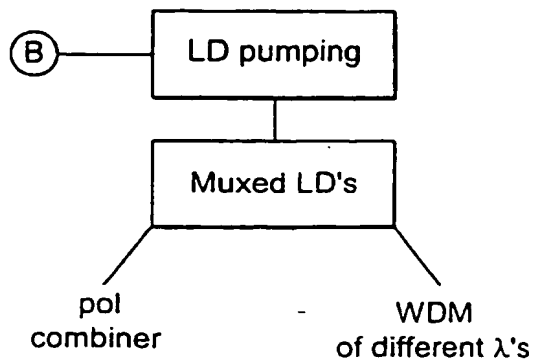 B
LD pumping
Muxed LD's
pol
combiner
WDM
of different λ's